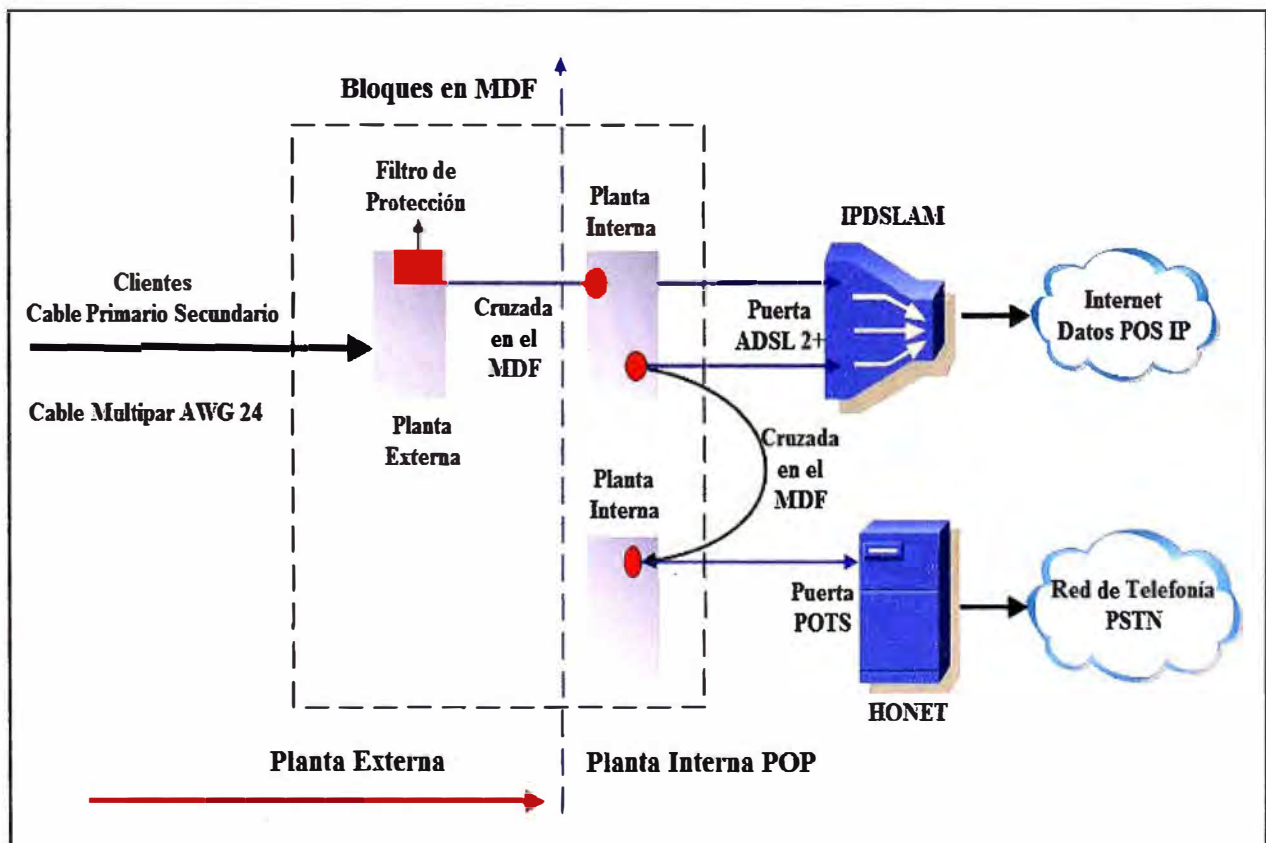 Bloques en MDF
Filtro de
Protección
Planta
Interna
IPDSLAM
Clientes
Cable Primario Secundario
Cable Multipar AWG 24
Cruzada
en el
MDF
Puerta
ADSL 2+
Internet
Datos POS IP
Planta
Externa
Cruzada
en el
MDF
Planta
Interna
Puerta
POTS
Red de Telefonía
PSTN
HONET
Planta Externa
Planta Interna POP